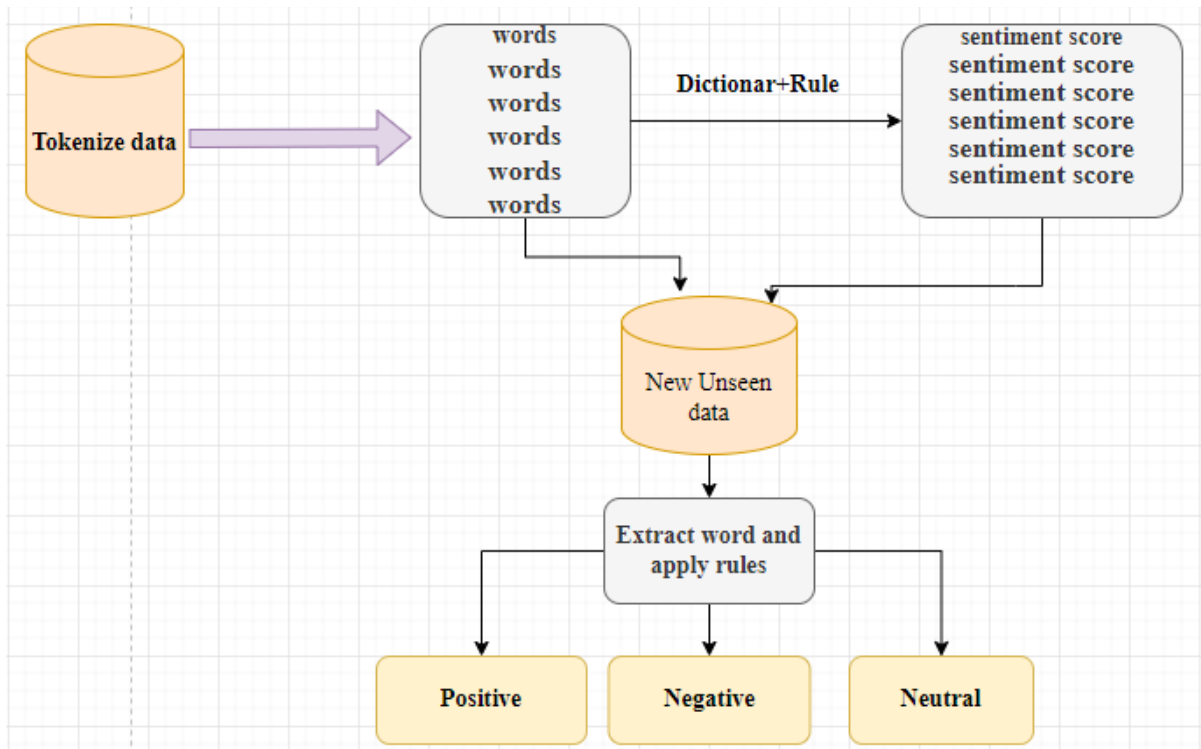 Tokenize data
words
words
words
words
words
words
Dictionar+Rule
sentiment score
sentiment score
sentiment score
sentiment score
sentiment score
sentiment score
New Unseen
data
Extract word and
apply rules
Positive
Negative
Neutral